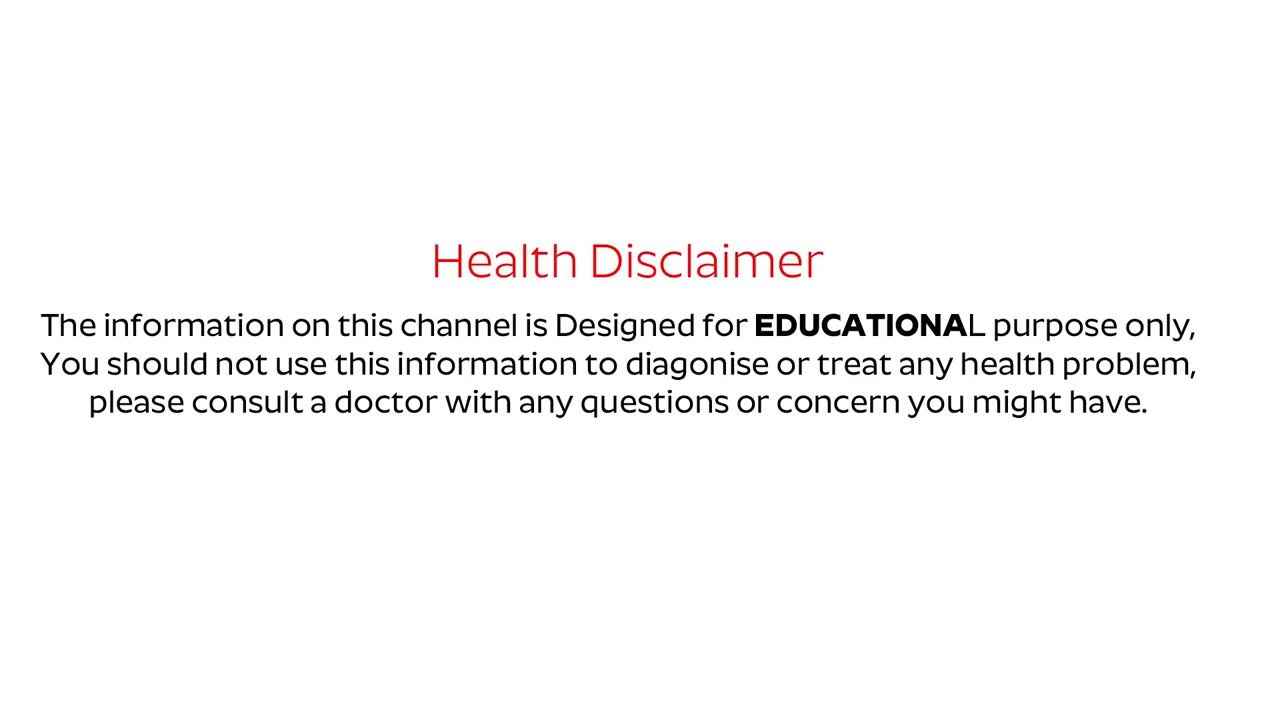 Health Disclaimer
The information on this channel is Designed for EDUCATIONAL purpose only,
You should not use this information to diagonise or treat any health problem,
please consult a doctor with any questions or concern you might have.